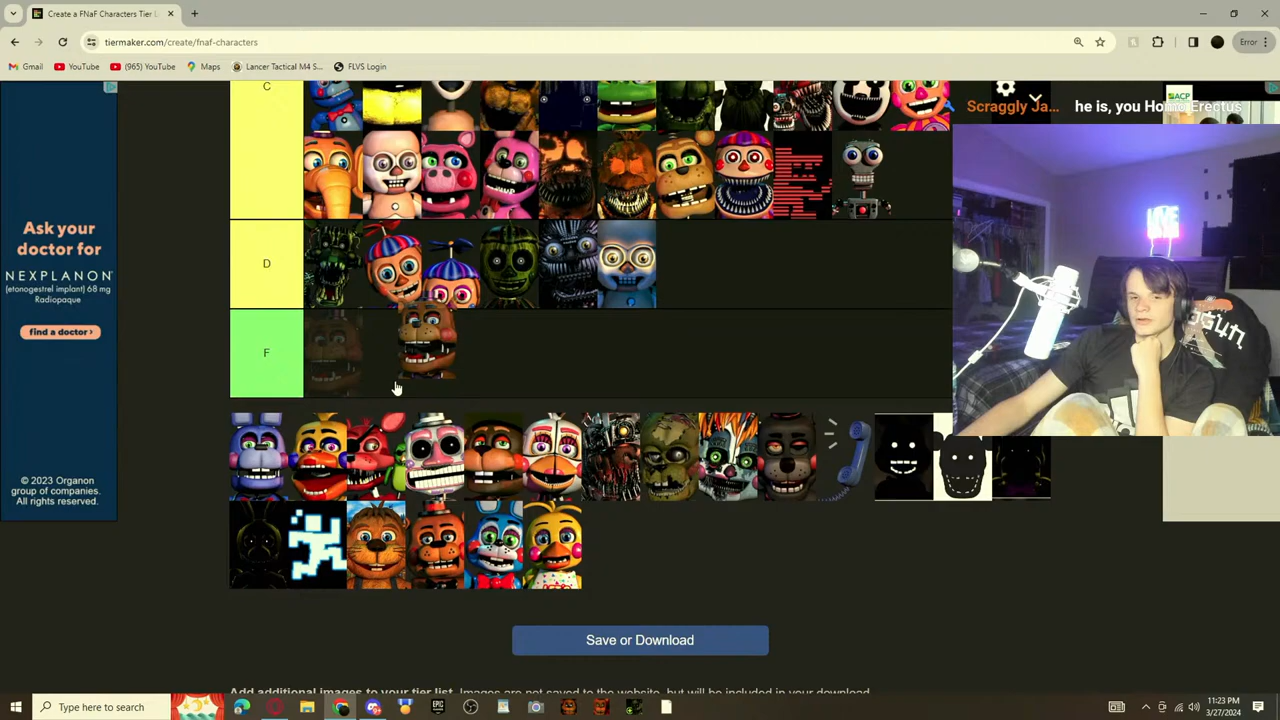 Create a FNaF Characters Tier L
tiermaker.com/create/fnaf-characters
Error
Gmail
YouTube
(965) YouTube
Maps
Lancer Tactical M4 S...
FLVS Login
C
Scraggly Ja...
he is, you Homo Erectus
ACP
Ask your
doctor for
NEXPLANON
(etonogestrel implant) 68 mg
Radiopaque
find a doctor ›
D
LIVE
F
© 2023 Organon
group of companies.
All rights reserved.
Save or Download
Add additional images to your tier list. Images are not saved to the website, but will be included in your download.
Type here to search
EPIC
11:23 PM
3/27/2024